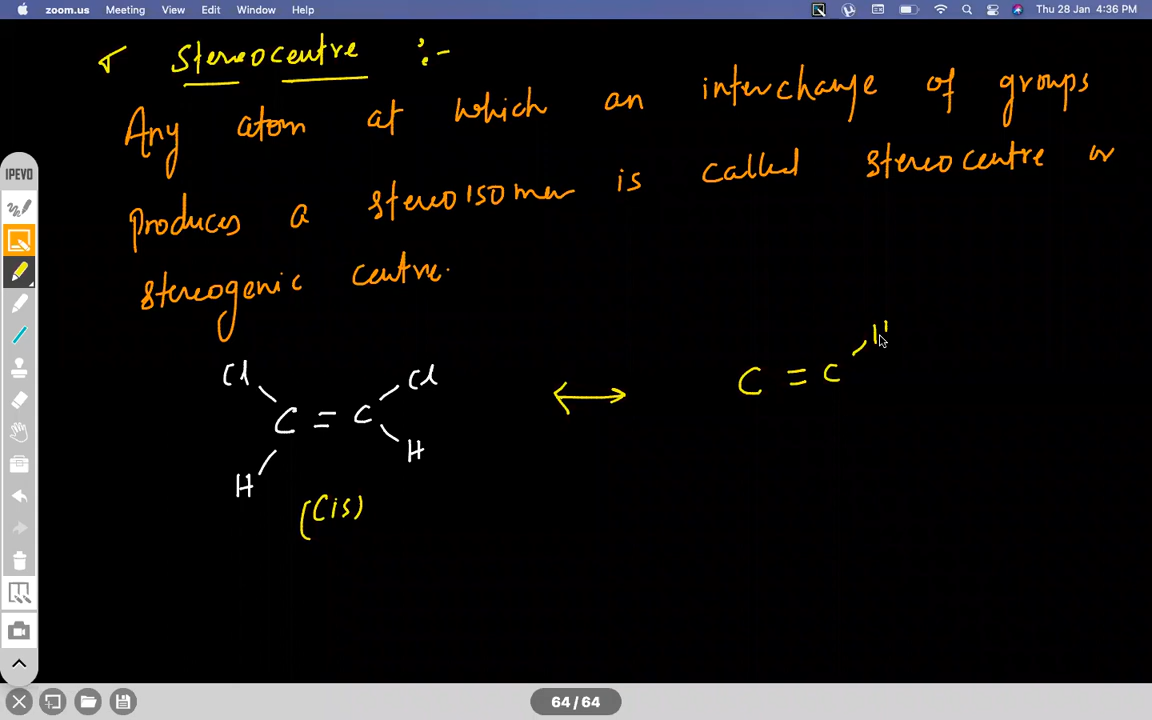 zoom.us Meeting View Edit Window Help Thu 28 Jan 4:36 PM
Stereocentre :-
Any atom at which an interchange of groups
produces a stereoisomer is called stereocentre or
stereogenic centre.
IPEVO
Cl Cl
C = C
H H
C = C H
(Cis)
64/64